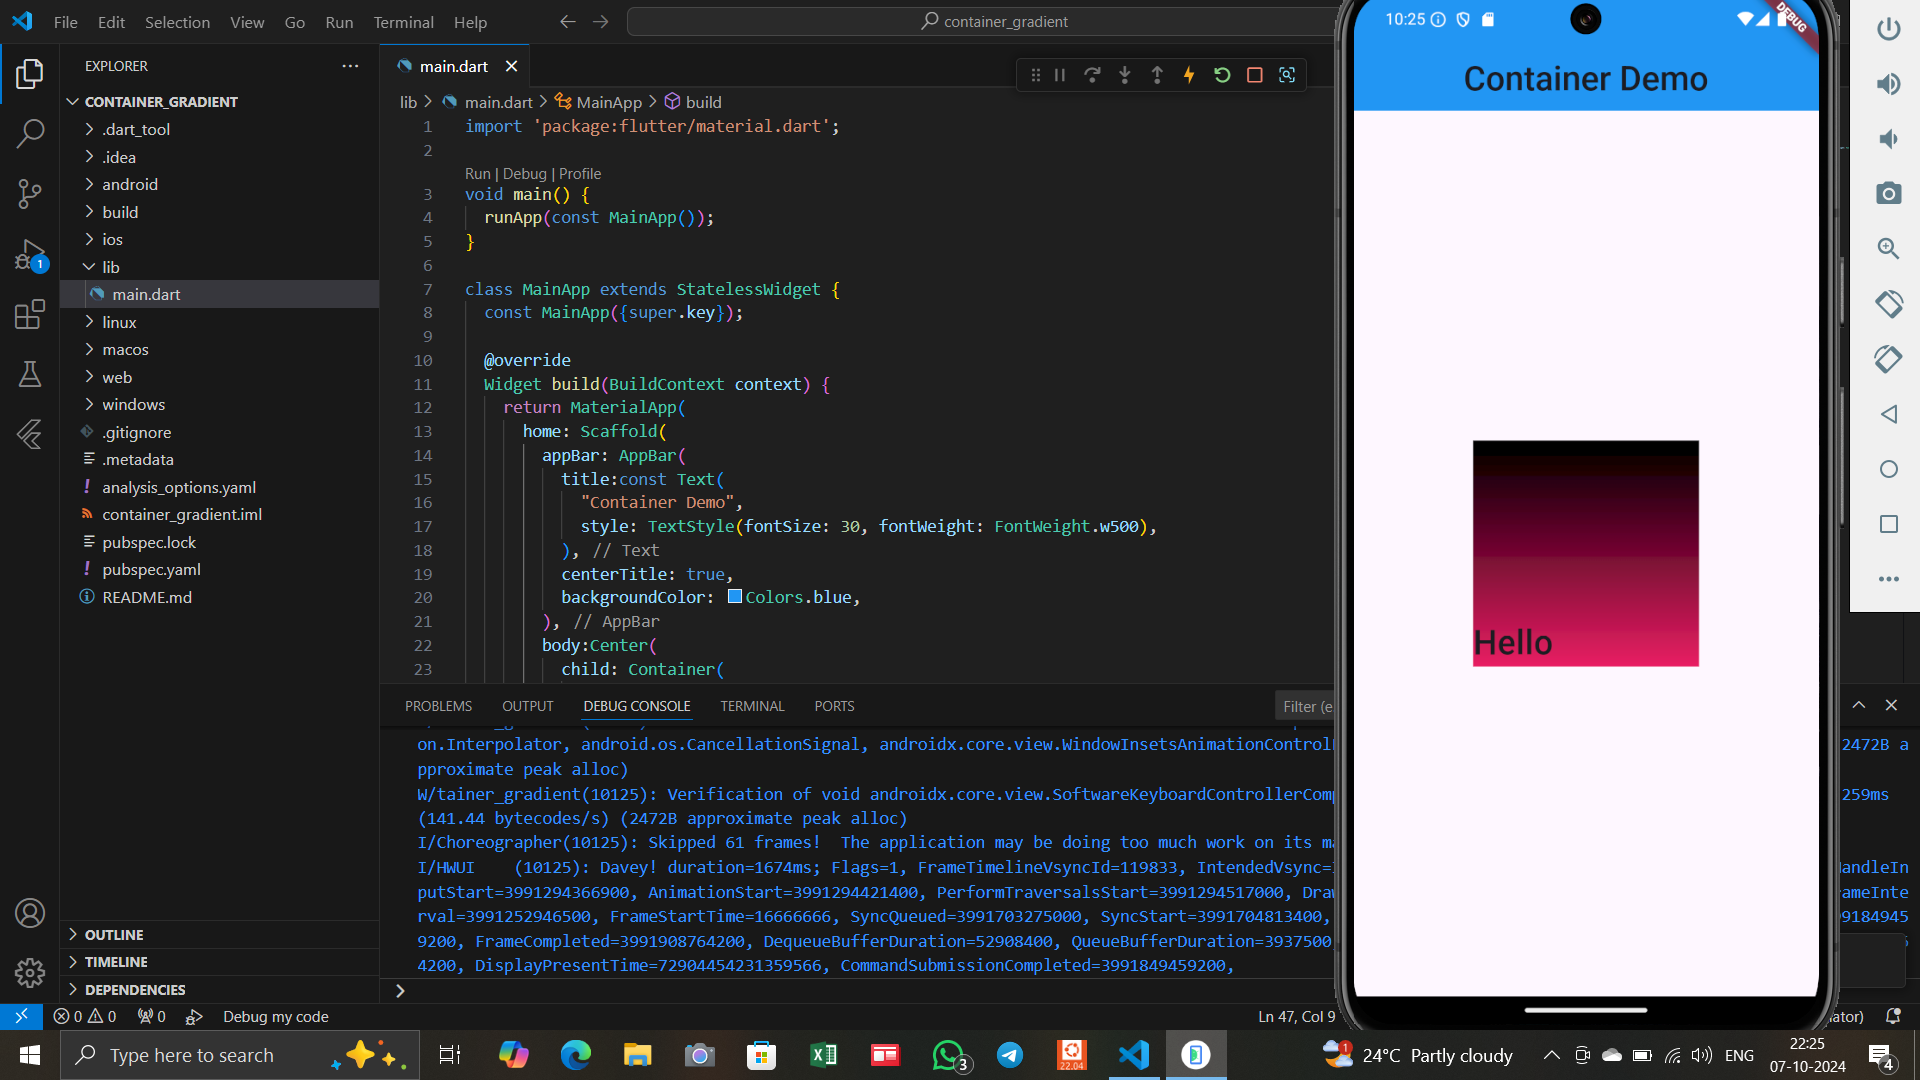 File Edit Selection View Go Run Terminal Help
container_gradient
EXPLORER
CONTAINER_GRADIENT
.dart_tool
.idea
android
build
ios
lib
main.dart
linux
macos
web
windows
.gitignore
.metadata
analysis_options.yaml
container_gradient.iml
pubspec.lock
pubspec.yaml
README.md
OUTLINE
TIMELINE
DEPENDENCIES
1
main.dart
lib > main.dart > MainApp > build
1 import 'package:flutter/material.dart';
2
Run | Debug | Profile
3 void main() {
4 runApp(const MainApp());
5 }
6
7 class MainApp extends StatelessWidget {
8 const MainApp({super.key});
9
10 @override
11 Widget build(BuildContext context) {
12 return MaterialApp(
13 home: Scaffold(
14 appBar: AppBar(
15 title:const Text(
16 "Container Demo",
17 style: TextStyle(fontSize: 30, fontWeight: FontWeight.w500),
18 ), // Text
19 centerTitle: true,
20 backgroundColor: Colors.blue,
21 ), // AppBar
22 body:Center(
23 child: Container(
PROBLEMS OUTPUT DEBUG CONSOLE TERMINAL PORTS
Filter (e
on.Interpolator, android.os.CancellationSignal, androidx.core.view.WindowInsetsAnimationControl 2472B a
pproximate peak alloc)
W/tainer_gradient(10125): Verification of void androidx.core.view.SoftwareKeyboardControllerComp 259ms
(141.44 bytecodes/s) (2472B approximate peak alloc)
I/Choreographer(10125): Skipped 61 frames! The application may be doing too much work on its ma
I/HWUI (10125): Davey! duration=1674ms; Flags=1, FrameTimelineVsyncId=119833, IntendedVsync= HandleIn
putStart=3991294366900, AnimationStart=3991294421400, PerformTraversalsStart=3991294517000, Draw ameInte
rval=3991252946500, FrameStartTime=16666666, SyncQueued=3991703275000, SyncStart=3991704813400, 99184945
9200, FrameCompleted=3991908764200, DequeueBufferDuration=52908400, QueueBufferDuration=3937500
4200, DisplayPresentTime=72904454231359566, CommandSubmissionCompleted=3991849459200,
10:25
DEBUG
Container Demo
Hello
0 0 0 Debug my code
Ln 47, Col 9
ator)
Type here to search
3
22.04
1
24°C Partly cloudy
ENG
22:25
07-10-2024
4